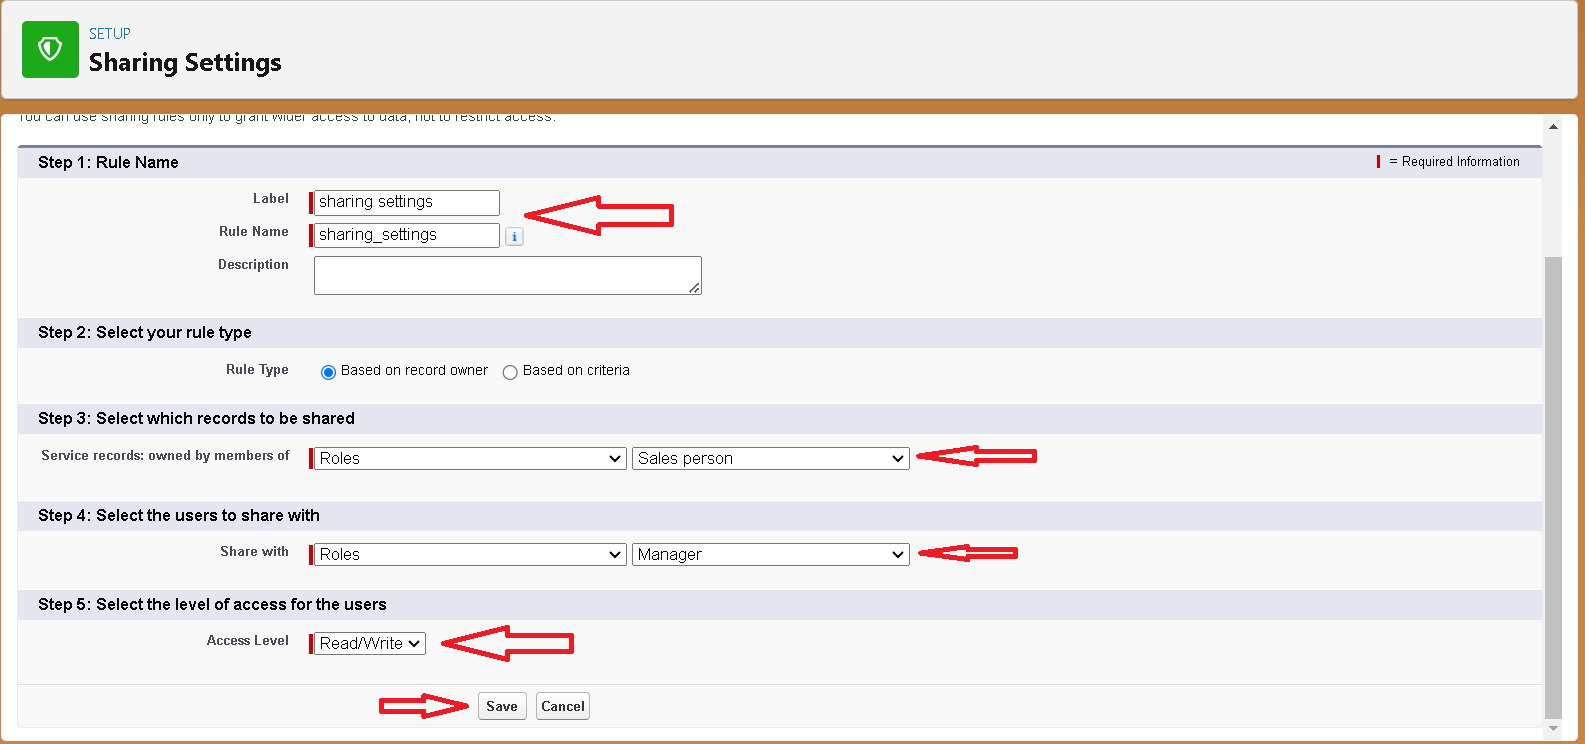 SETUP
Sharing Settings
You can use sharing rules only to grant wider access to data, not to restrict access.
Step 1: Rule Name
= Required Information
Label
sharing settings
Rule Name
sharing_settings
i
Description
Step 2: Select your rule type
Rule Type Based on record owner Based on criteria
Step 3: Select which records to be shared
Service records: owned by members of Roles Sales person
Step 4: Select the users to share with
Share with Roles Manager
Step 5: Select the level of access for the users
Access Level Read/Write
Save Cancel